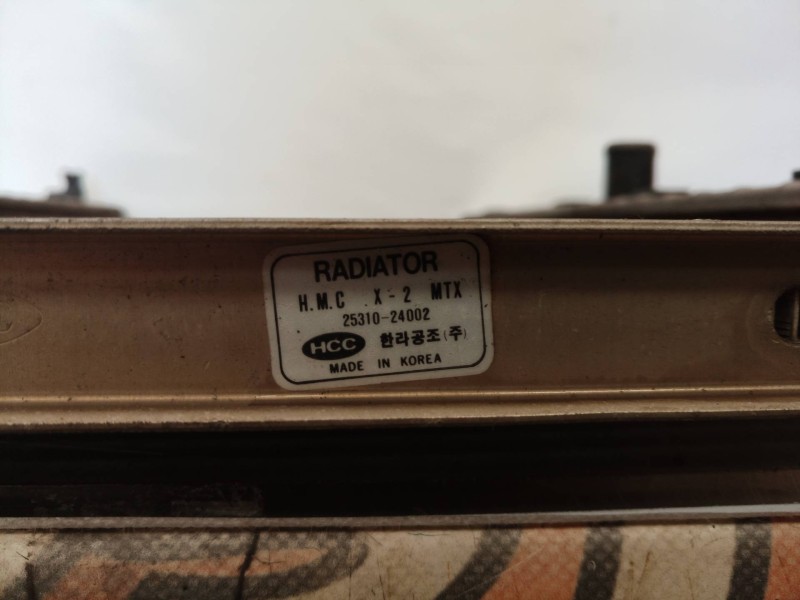 RADIATOR
H.M.C X-2 MTX
25310-24002
HCC 한라공조(주)
MADE IN KOREA